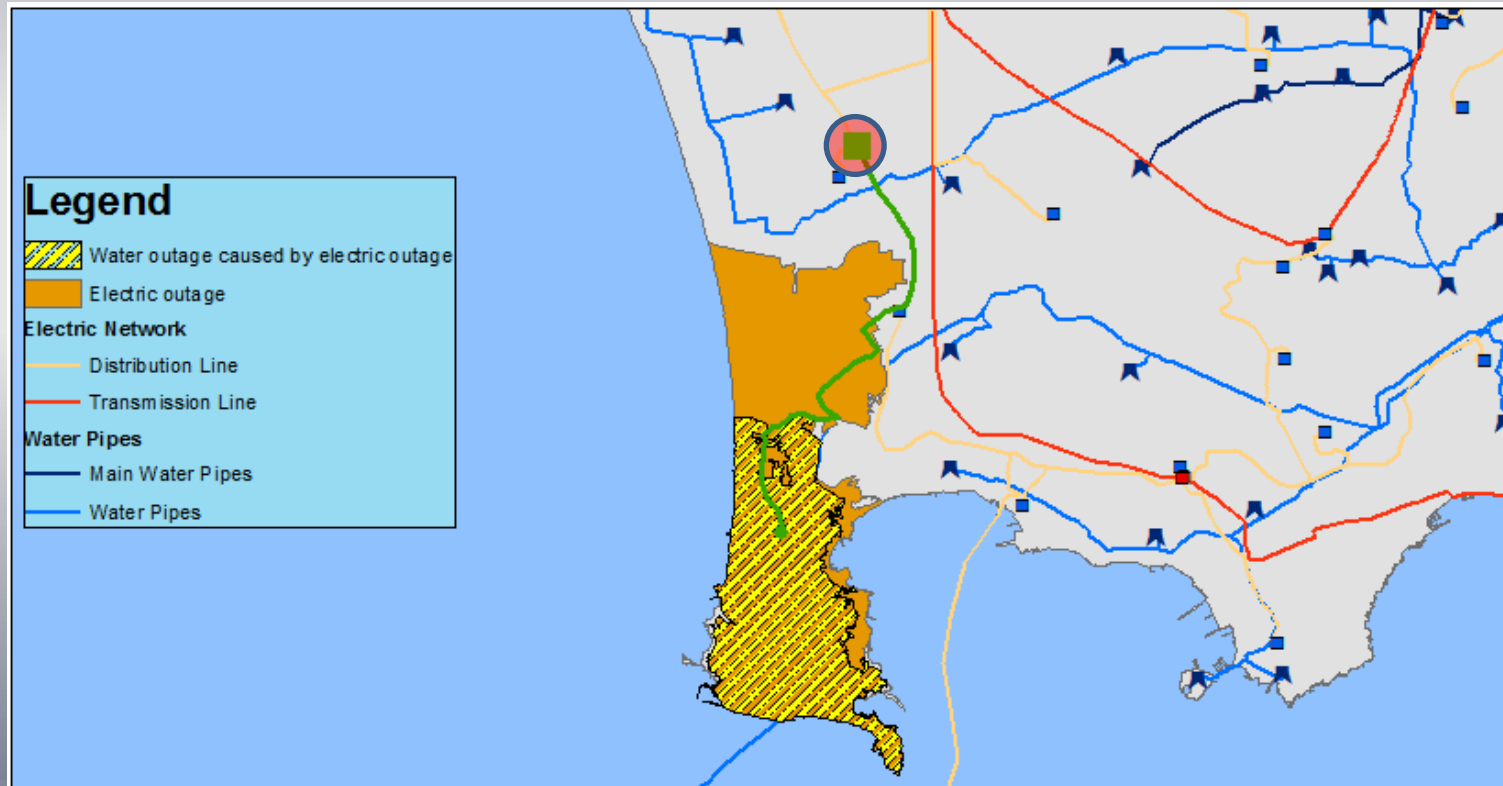 Legend
Water outage caused by electric outage
Electric outage
Electric Network
Distribution Line
Transmission Line
Water Pipes
Main Water Pipes
Water Pipes